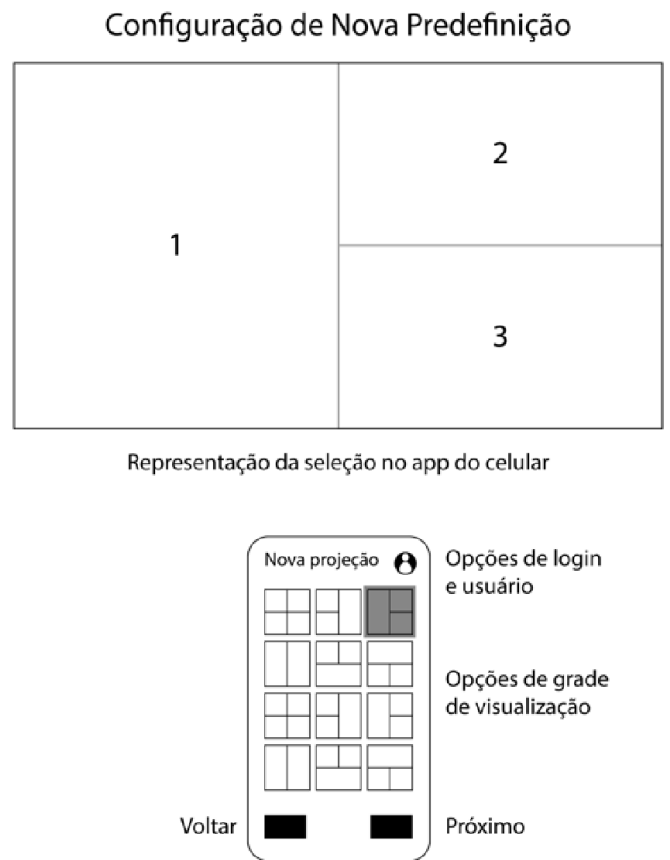 Configuração de Nova Predefinição
1
2
3
Representação da seleção no app do celular
Nova projeção
Opções de login
e usuário
Opções de grade
de visualização
Voltar
Próximo